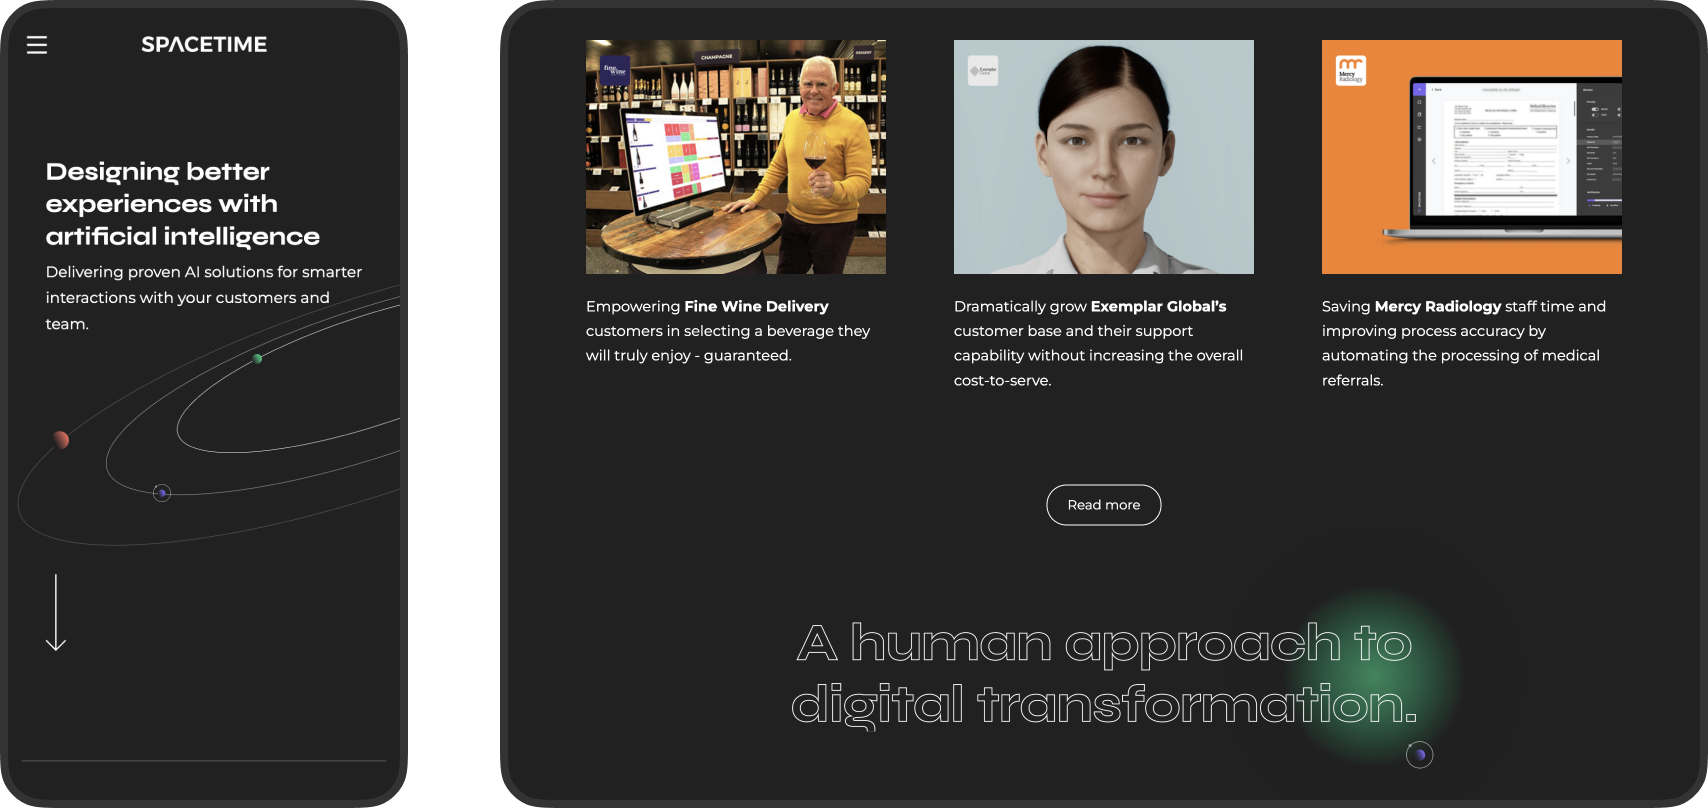 SPACETIME
Designing better
experiences with
artificial intelligence
Delivering proven AI solutions for smarter
interactions with your customers and
team.
CHAMPAGNE
DESSERT
fine
wine
Exemplar
Global
Mercy
Radiology
Empowering Fine Wine Delivery
customers in selecting a beverage they
will truly enjoy - guaranteed.
Dramatically grow Exemplar Global’s
customer base and their support
capability without increasing the overall
cost-to-serve.
Saving Mercy Radiology staff time and
improving process accuracy by
automating the processing of medical
referrals.
Read more
A human approach to
digital transformation.